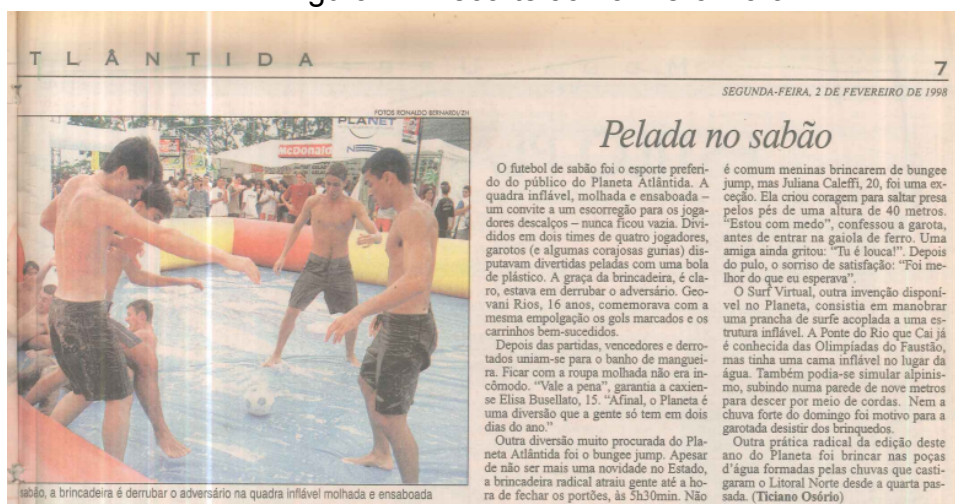 TLÂNTIDA
7
SEGUNDA-FEIRA, 2 DE FEVEREIRO DE 1998
FOTOS RONALDO BERNARDI/ZH
PLANET
McDonald
Pelada no sabão
O futebol de sabão foi o esporte preferi-
do do público do Planeta Atlântida. A
quadra inflável, molhada e ensaboada –
um convite a um escorregão para os joga-
dores descalços – nunca ficou vazia. Divi-
didos em dois times de quatro jogadores,
garotos (e algumas corajosas gurias) dis-
putavam divertidas peladas com uma bola
de plástico. A graça da brincadeira, é cla-
ro, estava em derrubar o adversário. Geo-
vani Rios, 16 anos, comemorava com a
mesma empolgação os gols marcados e os
carrinhos bem-sucedidos.
Depois das partidas, vencedores e derro-
tados uniam-se para o banho de manguei-
ra. Ficar com a roupa molhada não era in-
cômodo. “Vale a pena”, garantia a caxien-
se Elisa Busellato, 15. “Afinal, o Planeta é
uma diversão que a gente só tem em dois
dias do ano.”
Outra diversão muito procurada do Pla-
neta Atlântida foi o bungee jump. Apesar
de não ser mais uma novidade no Estado,
a brincadeira radical atraiu gente até a ho-
ra de fechar os portões, às 5h30min. Não
é comum meninas brincarem de bungee
jump, mas Juliana Caleffi, 20, foi uma ex-
ceção. Ela criou coragem para saltar presa
pelos pés de uma altura de 40 metros.
“Estou com medo”, confessou a garota,
antes de entrar na gaiola de ferro. Uma
amiga ainda gritou: “Tu é louca!”. Depois
do pulo, o sorriso de satisfação: “Foi me-
lhor do que eu esperava”.
O Surf Virtual, outra invenção disponí-
vel no Planeta, consistia em manobrar
uma prancha de surfe acoplada a uma es-
trutura inflável. A Ponte do Rio que Cai já
é conhecida das Olimpíadas do Faustão,
mas tinha uma cama inflável no lugar da
água. Também podia-se simular alpinis-
mo, subindo numa parede de nove metros
para descer por meio de cordas. Nem a
chuva forte do domingo foi motivo para a
garotada desistir dos brinquedos.
Outra prática radical da edição deste
ano do Planeta foi brincar nas poças
d’água formadas pelas chuvas que casti-
garam o Litoral Norte desde a quarta pas-
sada. (Ticiano Osório)
sabão, a brincadeira é derrubar o adversário na quadra inflável molhada e ensaboada